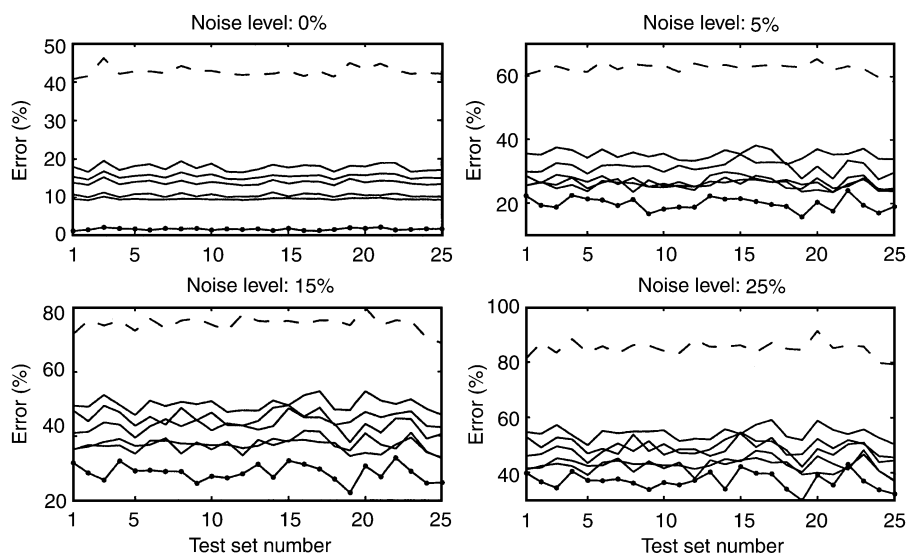 Noise level: 0%
50
40
30
20
10
0
Error (%)
1 5 10 15 20 25
Noise level: 5%
60
40
20
Error (%)
1 5 10 15 20 25
Noise level: 15%
80
60
40
20
Error (%)
1 5 10 15 20 25
Test set number
Noise level: 25%
100
80
60
40
Error (%)
1 5 10 15 20 25
Test set number